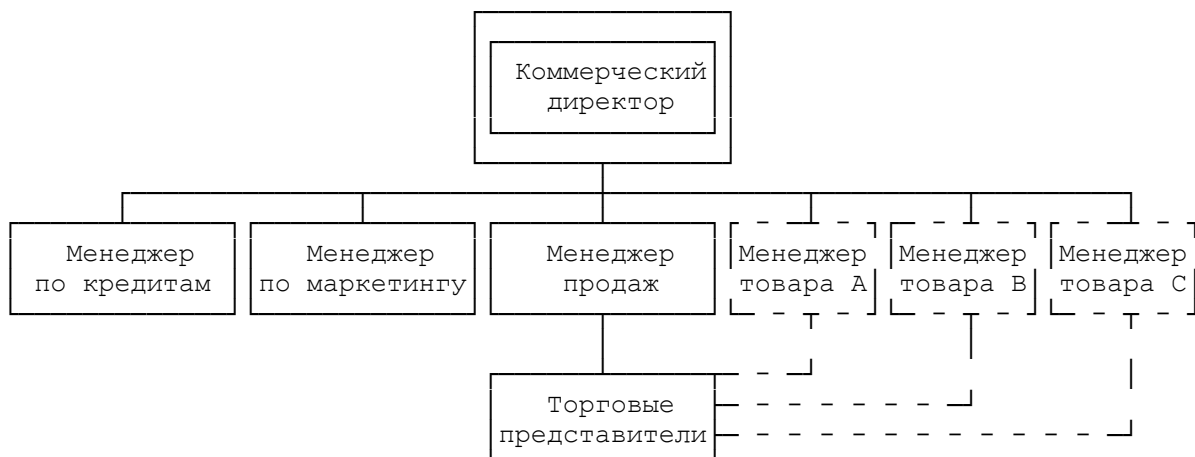 Коммерческий
директор
Менеджер
по кредитам
Менеджер
по маркетингу
Менеджер
продаж
Менеджер
товара A
Менеджер
товара B
Менеджер
товара C
Торговые
представители